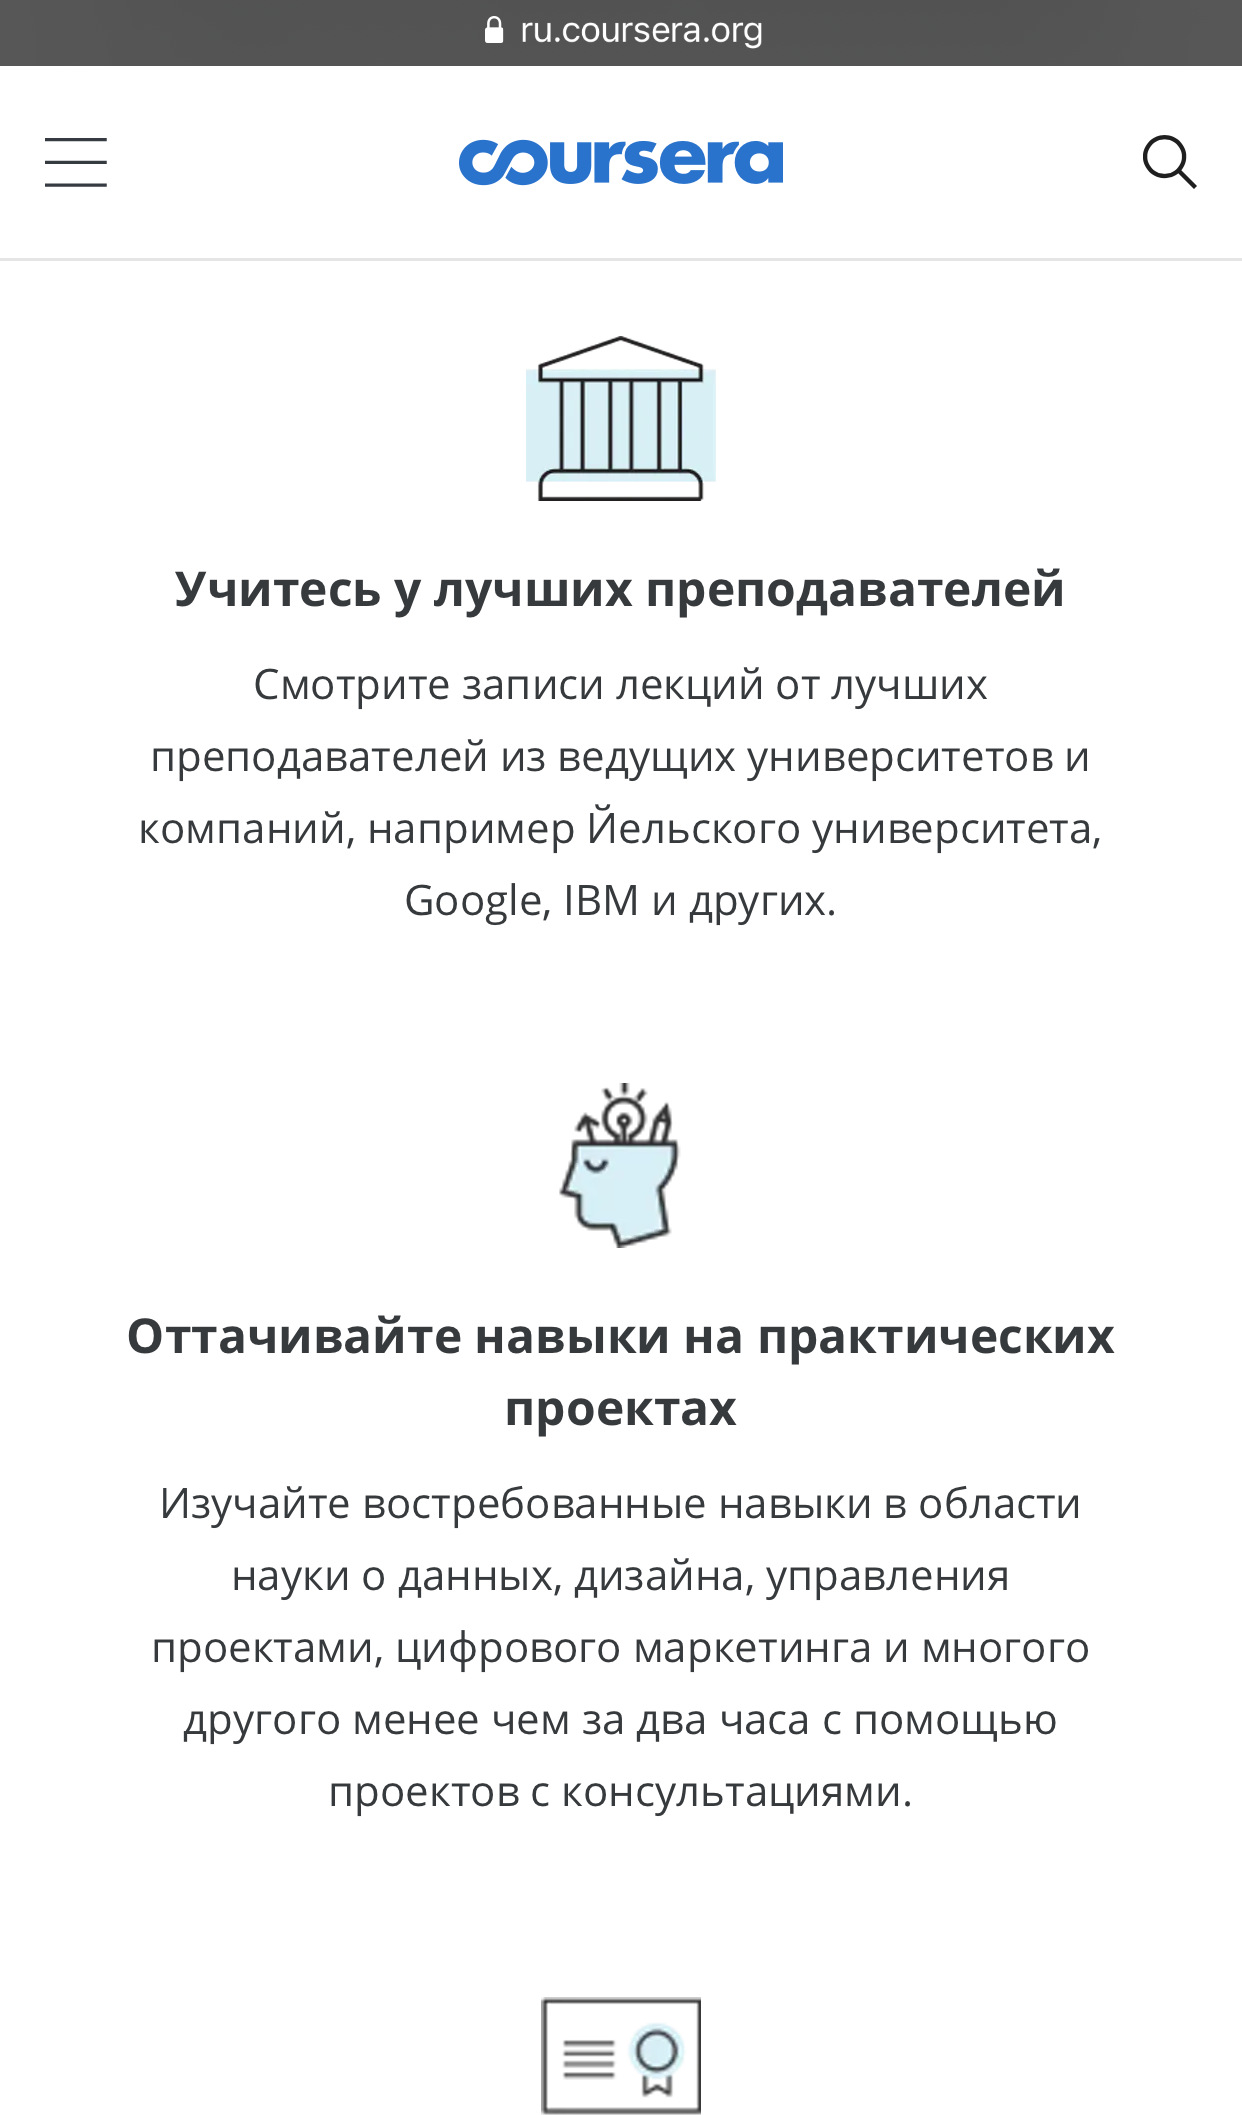 ru.coursera.org
coursera
Учитесь у лучших преподавателей
Смотрите записи лекций от лучших
преподавателей из ведущих университетов и
компаний, например Йельского университета,
Google, IBM и других.
Оттачивайте навыки на практических
проектах
Изучайте востребованные навыки в области
науки о данных, дизайна, управления
проектами, цифрового маркетинга и многого
другого менее чем за два часа с помощью
проектов с консультациями.